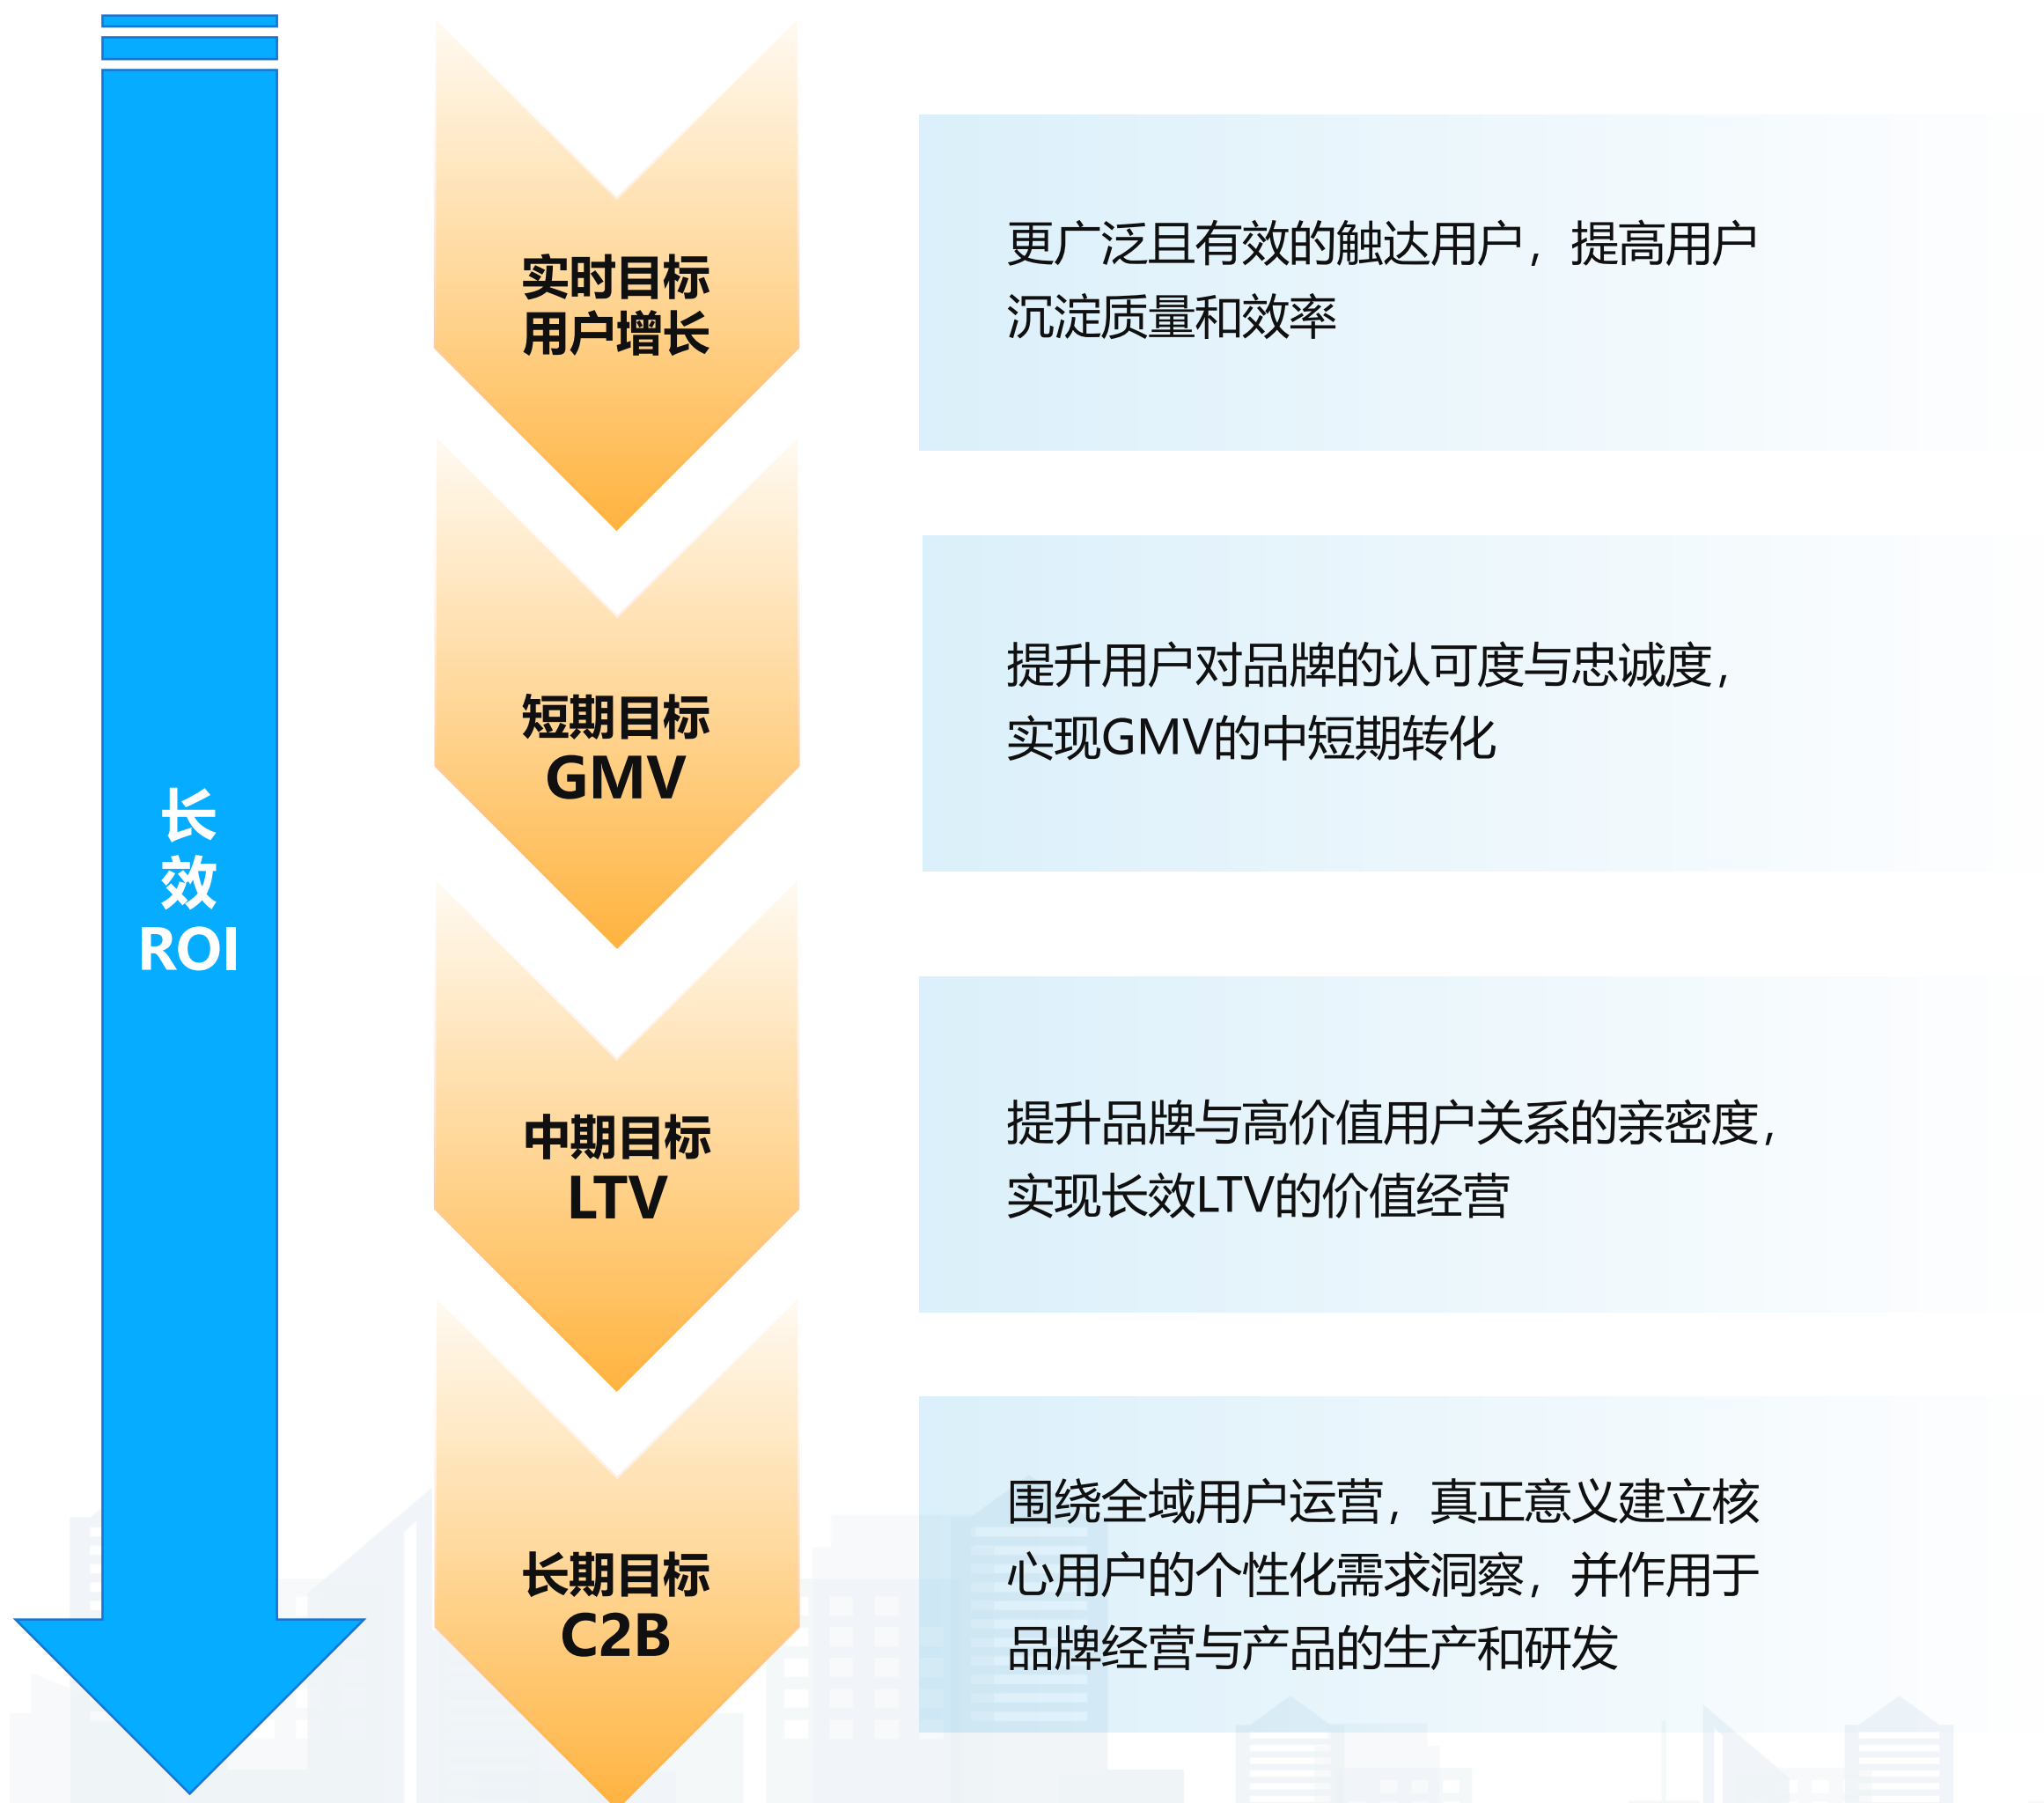 长
效
ROI
实时目标
用户增长
更广泛且有效的触达用户，提高用户
沉淀质量和效率
短期目标
GMV
提升用户对品牌的认可度与忠诚度，
实现GMV的中短期转化
中期目标
LTV
提升品牌与高价值用户关系的亲密度，
实现长效LTV的价值经营
长期目标
C2B
围绕全域用户运营，真正意义建立核
心用户的个性化需求洞察，并作用于
品牌经营与产品的生产和研发